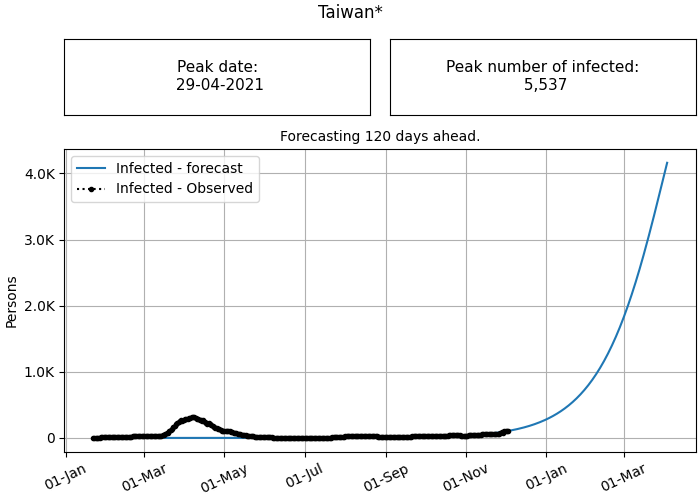 Taiwan*
Peak date:
29-04-2021
Peak number of infected:
5,537
Forecasting 120 days ahead.
Infected - forecast
Infected - Observed
4.0K
3.0K
2.0K
1.0K
0
Persons
01-Jan
01-Mar
01-May
01-Jul
01-Sep
01-Nov
01-Jan
01-Mar